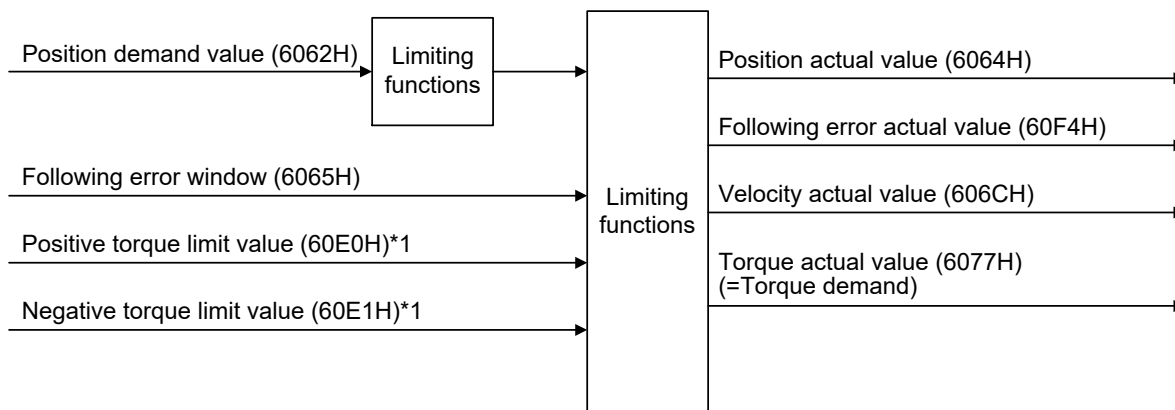 Position demand value (6062H)
Limiting
functions
Following error window (6065H)
Positive torque limit value (60E0H)*1
Negative torque limit value (60E1H)*1
Limiting
functions
Position actual value (6064H)
Following error actual value (60F4H)
Velocity actual value (606CH)
Torque actual value (6077H)
(=Torque demand)